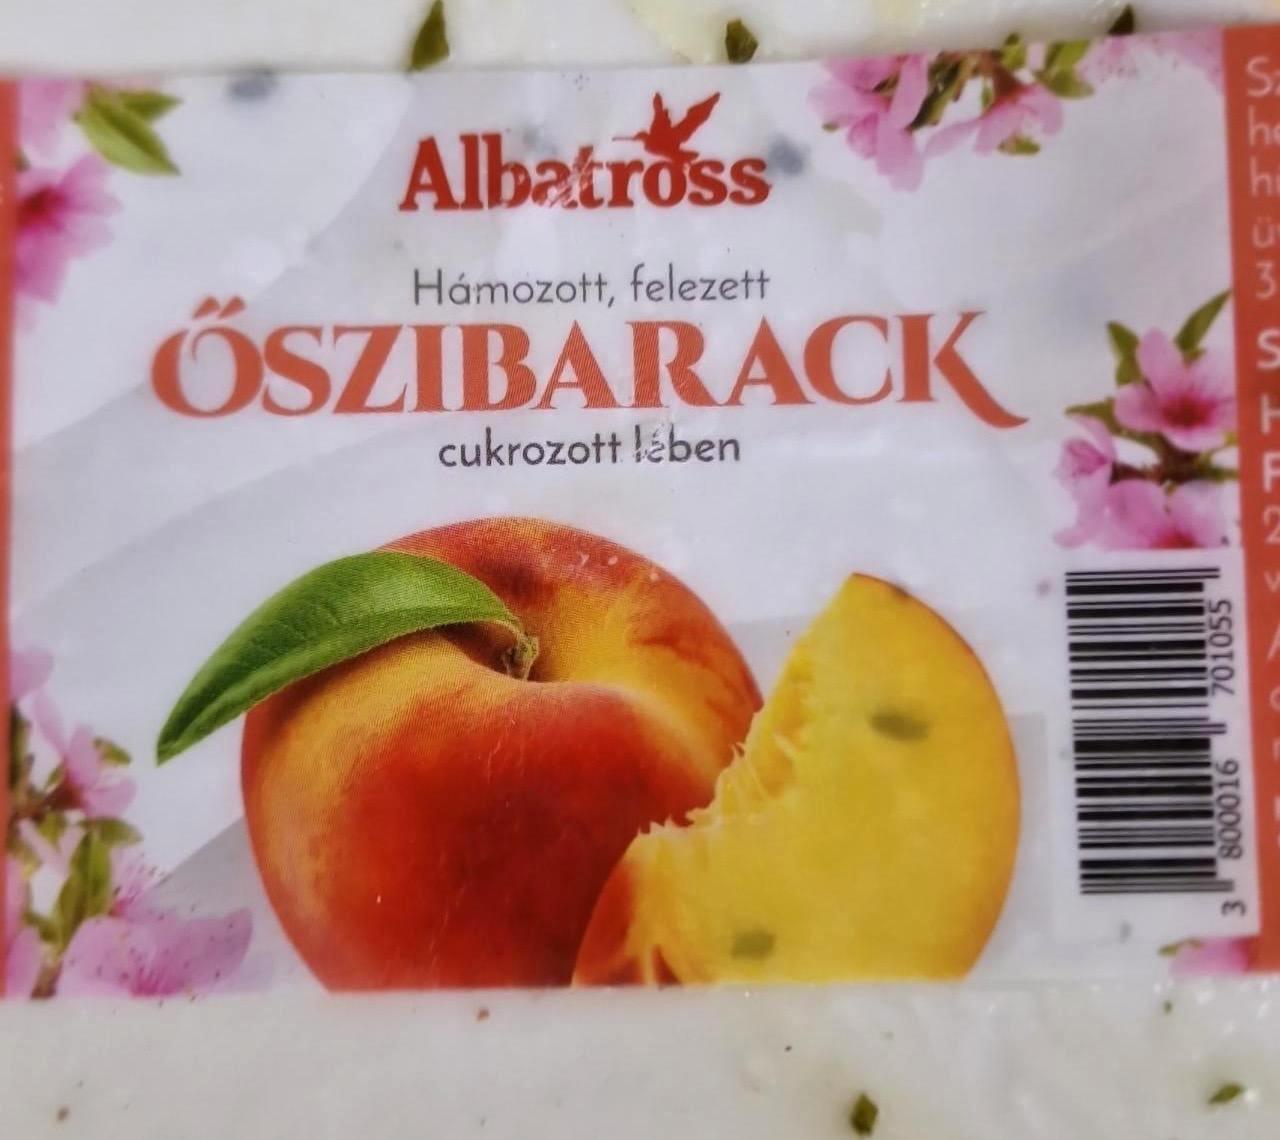 Albatross
Hámozott, felezett
ŐSZIBARACK
cukrozott lében
3 800016 701055